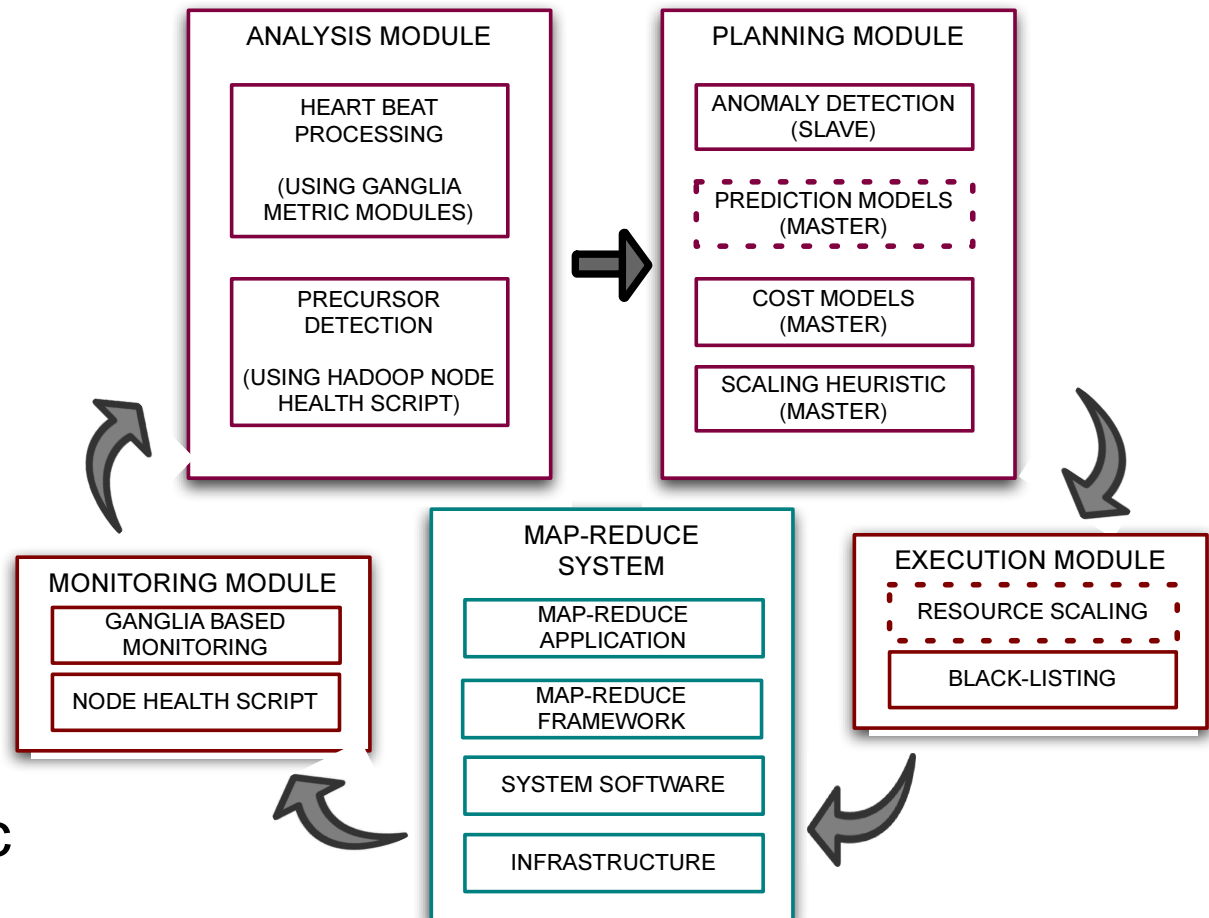 ANALYSIS MODULE
HEART BEAT
PROCESSING
(USING GANGLIA
METRIC MODULES)
PRECURSOR
DETECTION
(USING HADOOP NODE
HEALTH SCRIPT)
PLANNING MODULE
ANOMALY DETECTION
(SLAVE)
PREDICTION MODELS
(MASTER)
COST MODELS
(MASTER)
SCALING HEURISTIC
(MASTER)
MONITORING MODULE
GANGLIA BASED
MONITORING
NODE HEALTH SCRIPT
MAP-REDUCE
SYSTEM
MAP-REDUCE
APPLICATION
MAP-REDUCE
FRAMEWORK
SYSTEM SOFTWARE
INFRASTRUCTURE
EXECUTION MODULE
RESOURCE SCALING
BLACK-LISTING
c